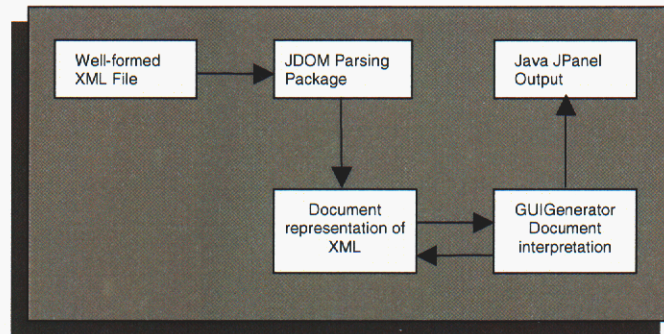 Well-formed
XML File
JDOM Parsing
Package
Java JPanel
Output
Document
representation of
XML
GUIGenerator
Document
interpretation